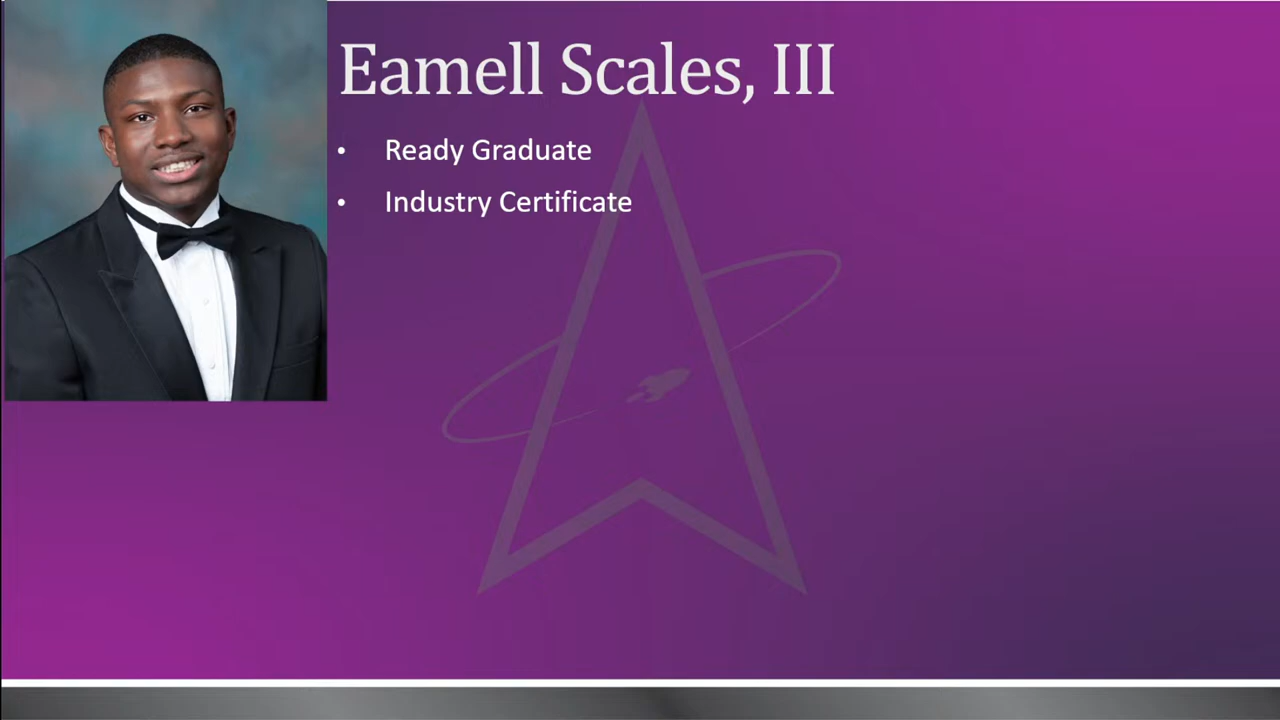 Eamell Scales, III
• Ready Graduate
• Industry Certificate